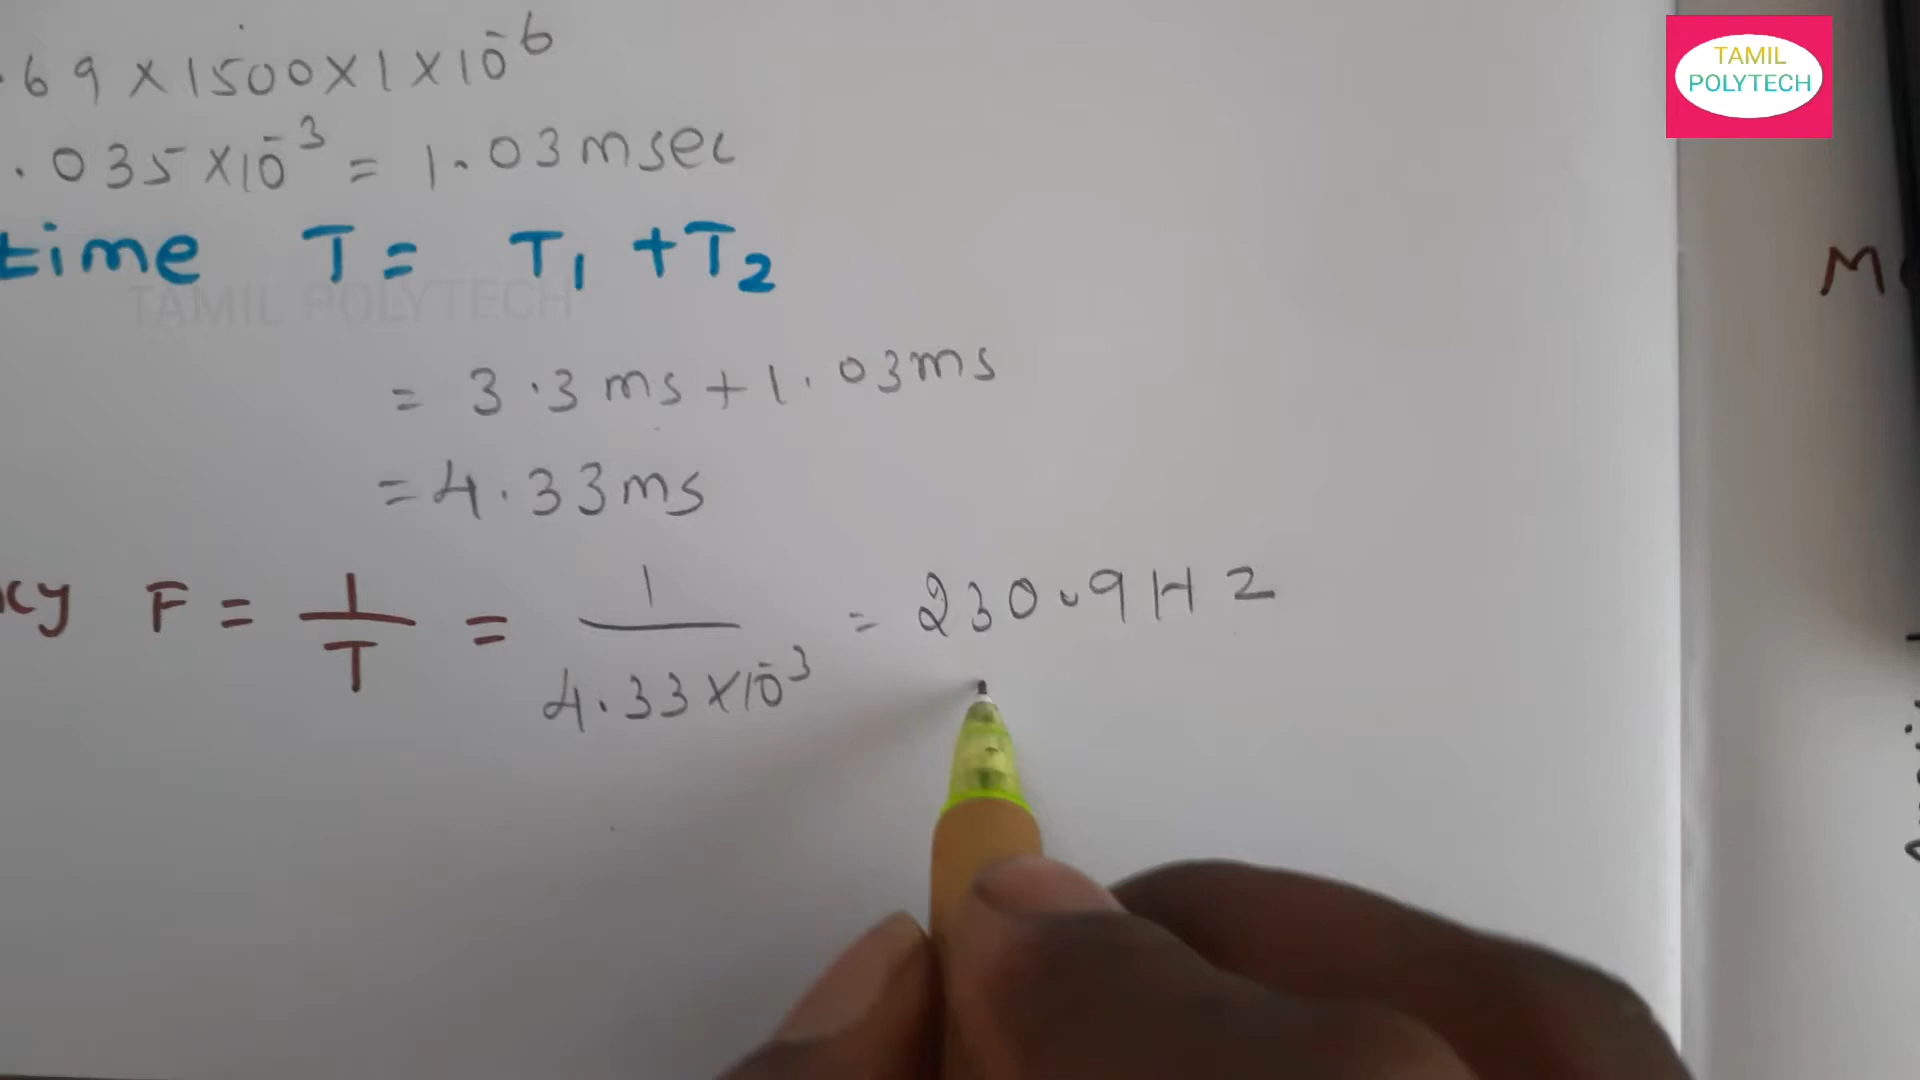 .69 × 1500 × 1 × 10⁻⁶
.035 × 10⁻³ = 1.03 msec
time T = T₁ + T₂
= 3.3 ms + 1.03 ms
= 4.33 ms
cy F = 1/T = 1/4.33 × 10⁻³ = 230.9 HZ
TAMIL POLYTECH
TAMIL
POLYTECH